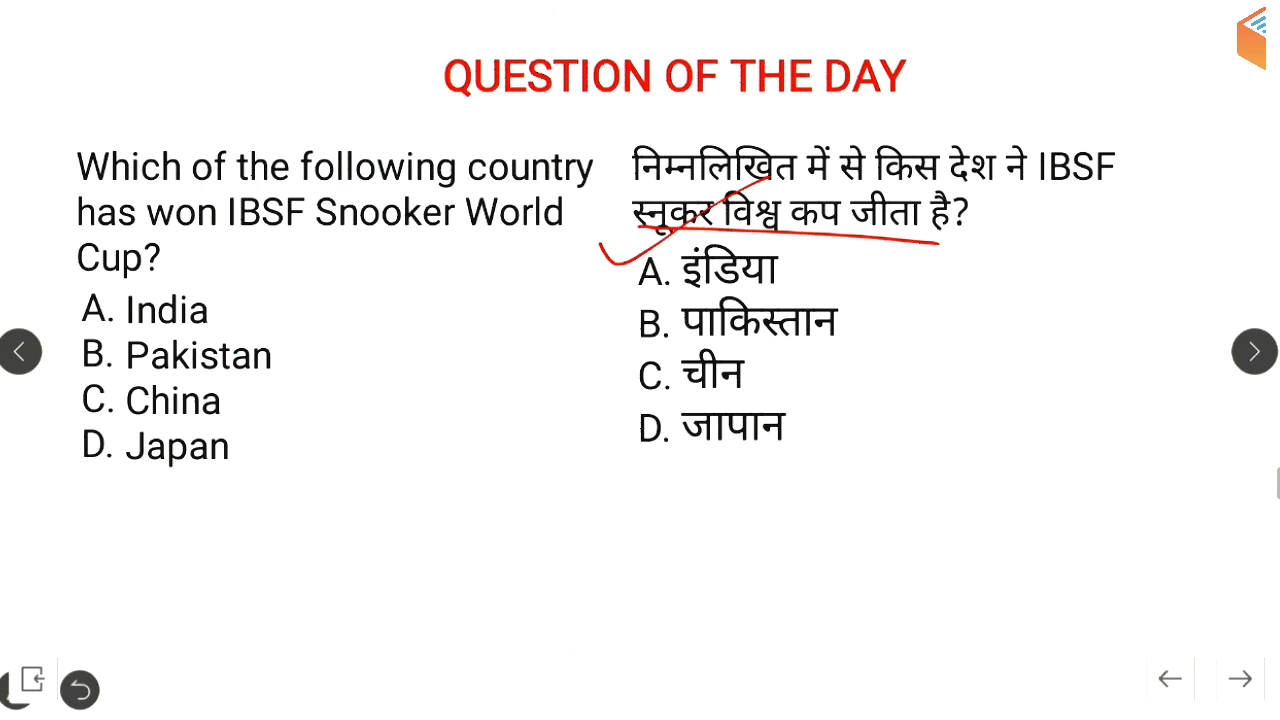 QUESTION OF THE DAY
Which of the following country
has won IBSF Snooker World
Cup?
A. India
B. Pakistan
C. China
D. Japan
निम्नलिखित में से किस देश ने IBSF
स्नूकर विश्व कप जीता है?
A. इंडिया
B. पाकिस्तान
C. चीन
D. जापान